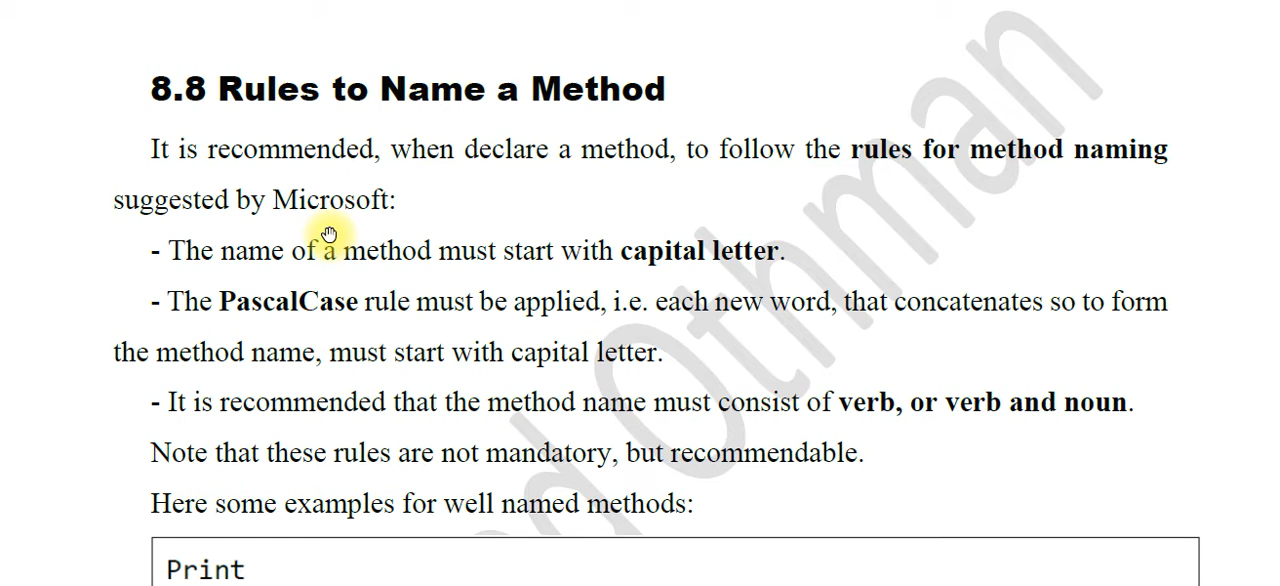 8.8 Rules to Name a Method
It is recommended, when declare a method, to follow the rules for method naming
suggested by Microsoft:
- The name of a method must start with capital letter.
- The PascalCase rule must be applied, i.e. each new word, that concatenates so to form
the method name, must start with capital letter.
- It is recommended that the method name must consist of verb, or verb and noun.
Note that these rules are not mandatory, but recommendable.
Here some examples for well named methods:
Print
Othman